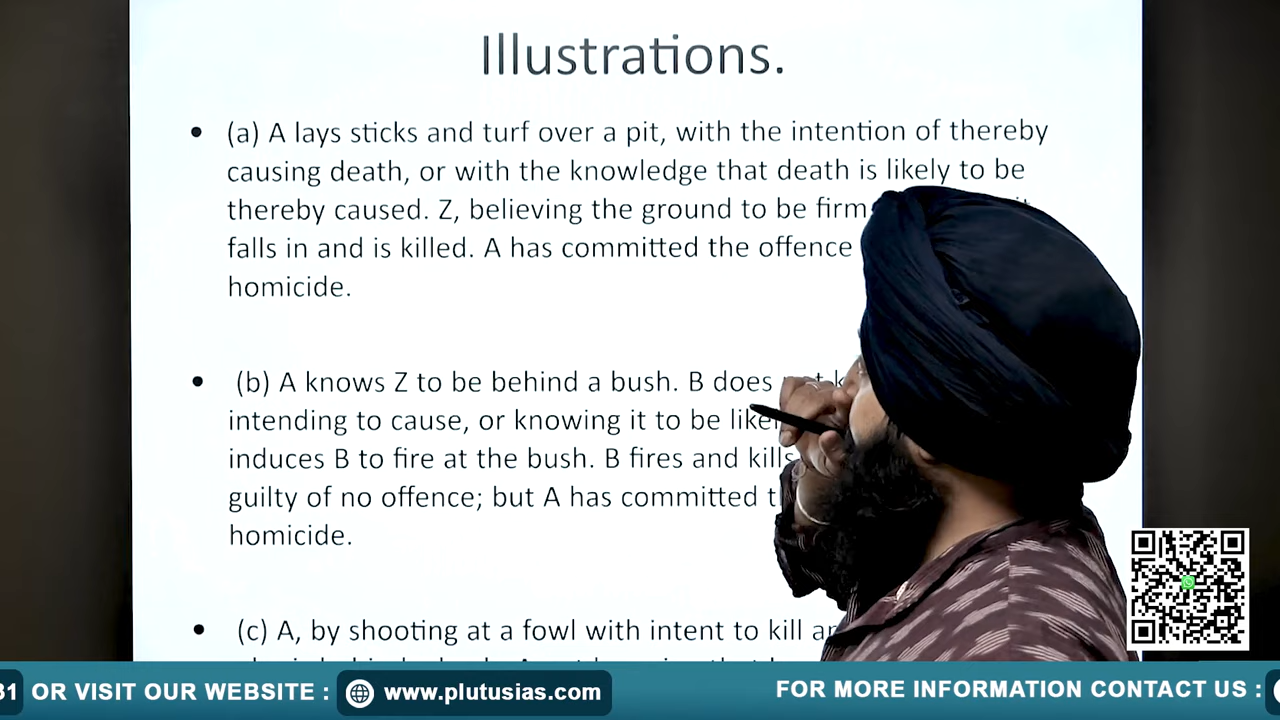 Illustrations.
• (a) A lays sticks and turf over a pit, with the intention of thereby
causing death, or with the knowledge that death is likely to be
thereby caused. Z, believing the ground to be firm
falls in and is killed. A has committed the offence
homicide.
• (b) A knows Z to be behind a bush. B does
intending to cause, or knowing it to be
induces B to fire at the bush. B fires and kills
guilty of no offence; but A has committed
homicide.
• (c) A, by shooting at a fowl with intent to kill
31 OR VISIT OUR WEBSITE : www.plutusias.com FOR MORE INFORMATION CONTACT US :